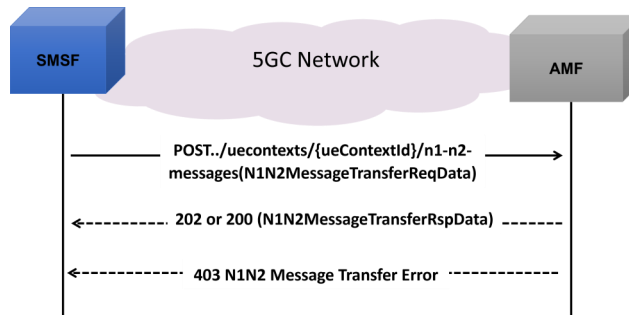 SMSF
5GC Network
AMF
POST../uecontexts/{ueContextId}/n1-n2-
messages(N1N2MessageTransferReqData)
202 or 200 (N1N2MessageTransferRspData)
403 N1N2 Message Transfer Error